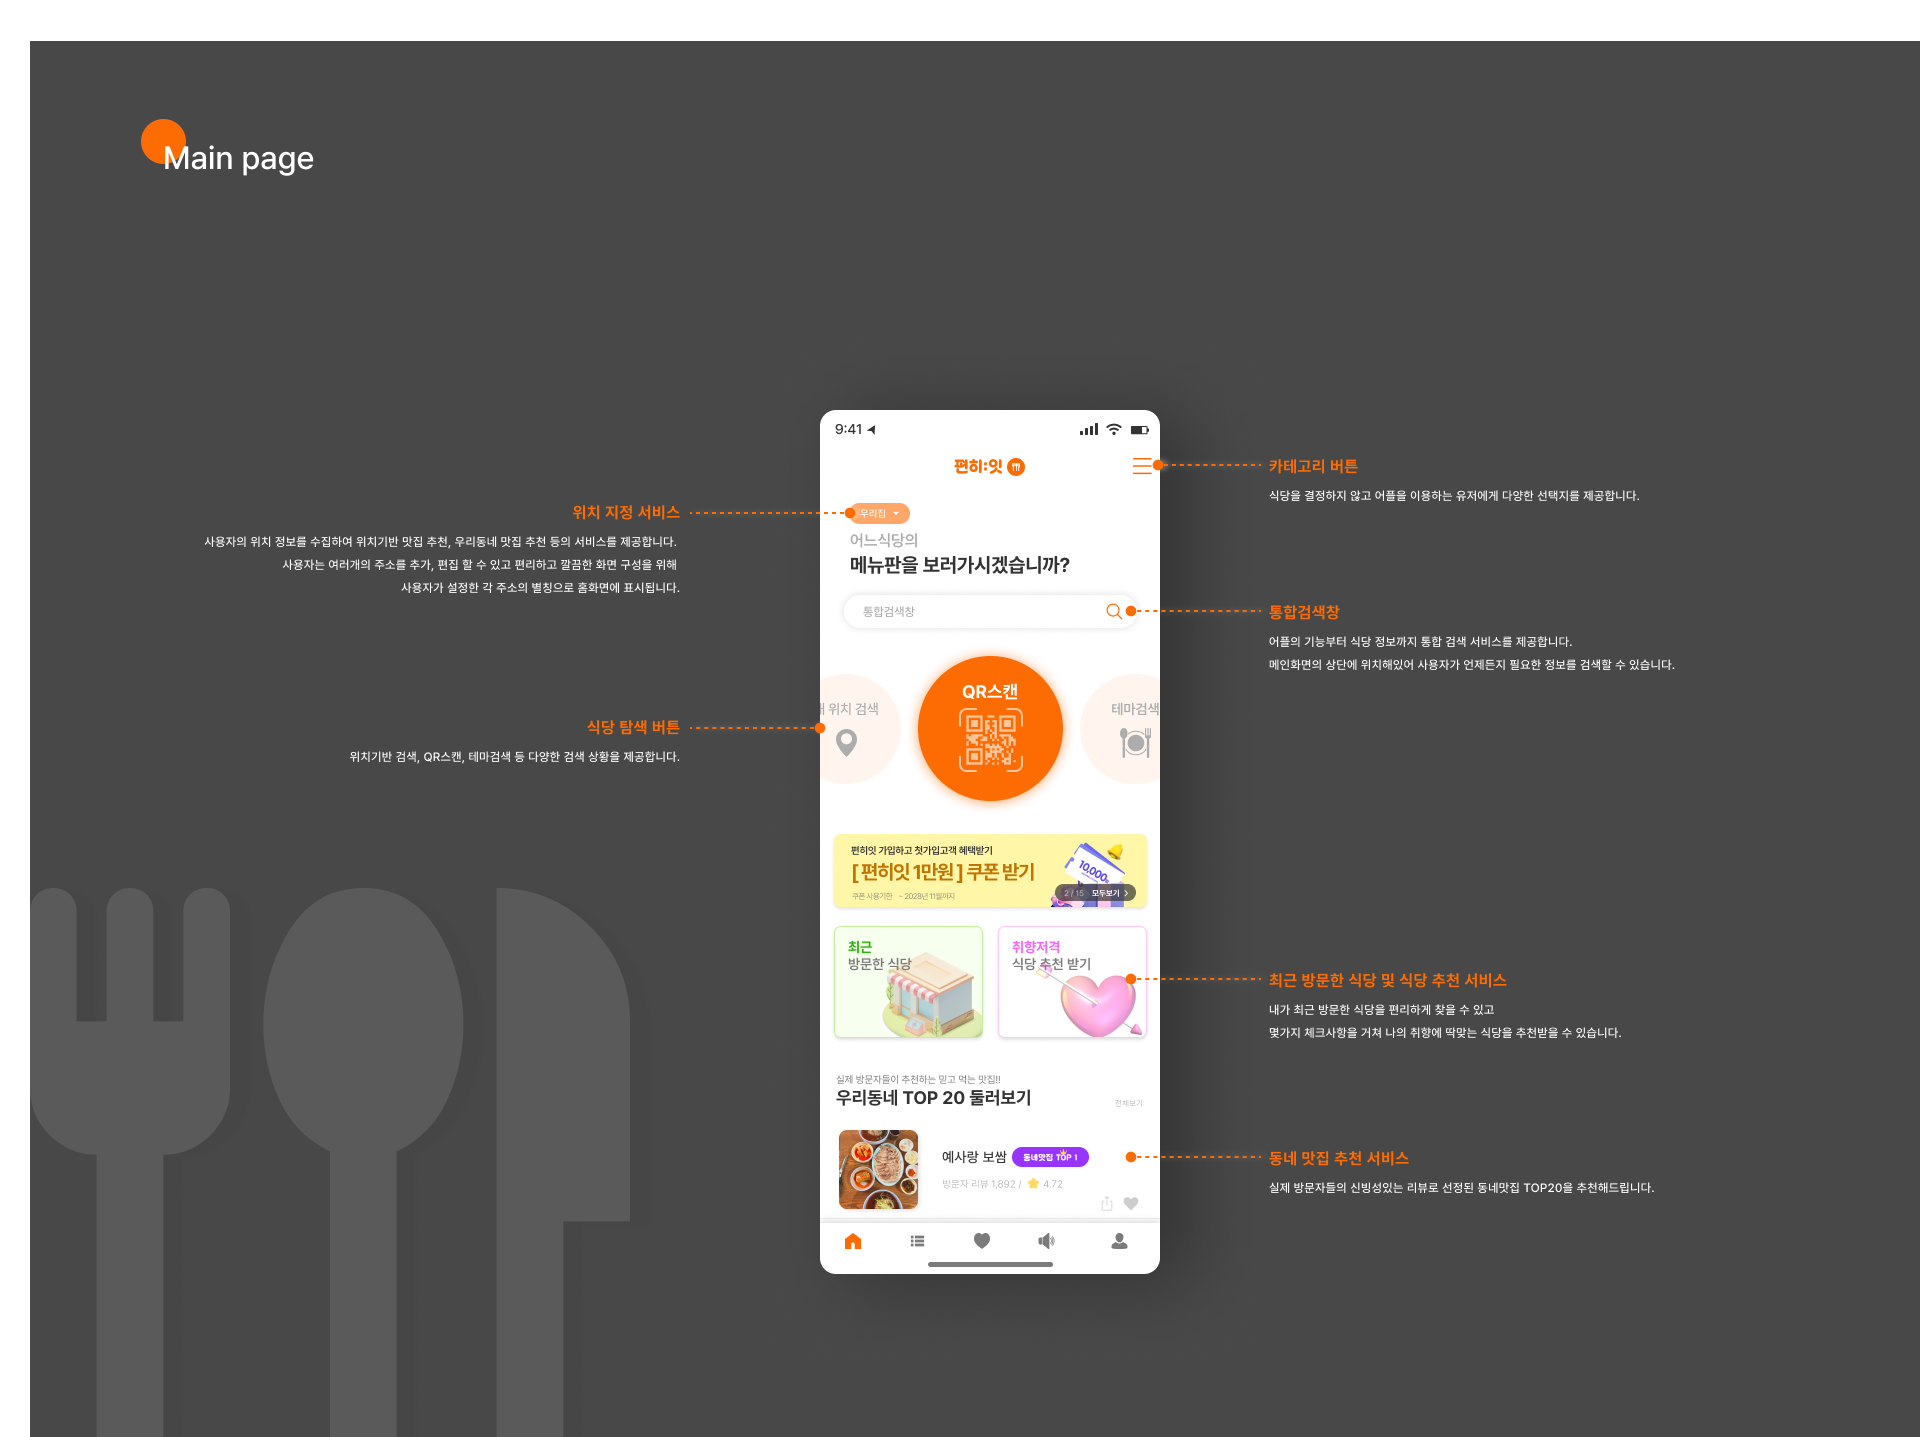 Main page
위치 지정 서비스
사용자의 위치 정보를 수집하여 위치기반 맛집 추천, 우리동네 맛집 추천 등의 서비스를 제공합니다.
사용자는 여러개의 주소를 추가, 편집 할 수 있고 편리하고 깔끔한 화면 구성을 위해
사용자가 설정한 각 주소의 별칭으로 홈화면에 표시됩니다.
식당 탐색 버튼
위치기반 검색, QR스캔, 테마검색 등 다양한 검색 상황을 제공합니다.
9:41
편히:잇
우리집
어느식당의
메뉴판을 보러가시겠습니까?
통합검색창
위치 검색
QR스캔
테마검색
편히잇 가입하고 첫가입고객 혜택받기
[ 편히잇 1만원 ] 쿠폰 받기
쿠폰 사용기한 ~ 2028년 11월까지
10,000
2 / 15 모두보기 >
최근
방문한 식당
취향저격
식당 추천 받기
실제 방문자들이 추천하는 믿고 먹는 맛집!!
우리동네 TOP 20 둘러보기
전체보기
예사랑 보쌈
동네맛집 TOP 1
방문자 리뷰 1,892 / 4.72
카테고리 버튼
식당을 결정하지 않고 어플을 이용하는 유저에게 다양한 선택지를 제공합니다.
통합검색창
어플의 기능부터 식당 정보까지 통합 검색 서비스를 제공합니다.
메인화면의 상단에 위치해있어 사용자가 언제든지 필요한 정보를 검색할 수 있습니다.
최근 방문한 식당 및 식당 추천 서비스
내가 최근 방문한 식당을 편리하게 찾을 수 있고
몇가지 체크사항을 거쳐 나의 취향에 딱맞는 식당을 추천받을 수 있습니다.
동네 맛집 추천 서비스
실제 방문자들의 신빙성있는 리뷰로 선정된 동네맛집 TOP20을 추천해드립니다.